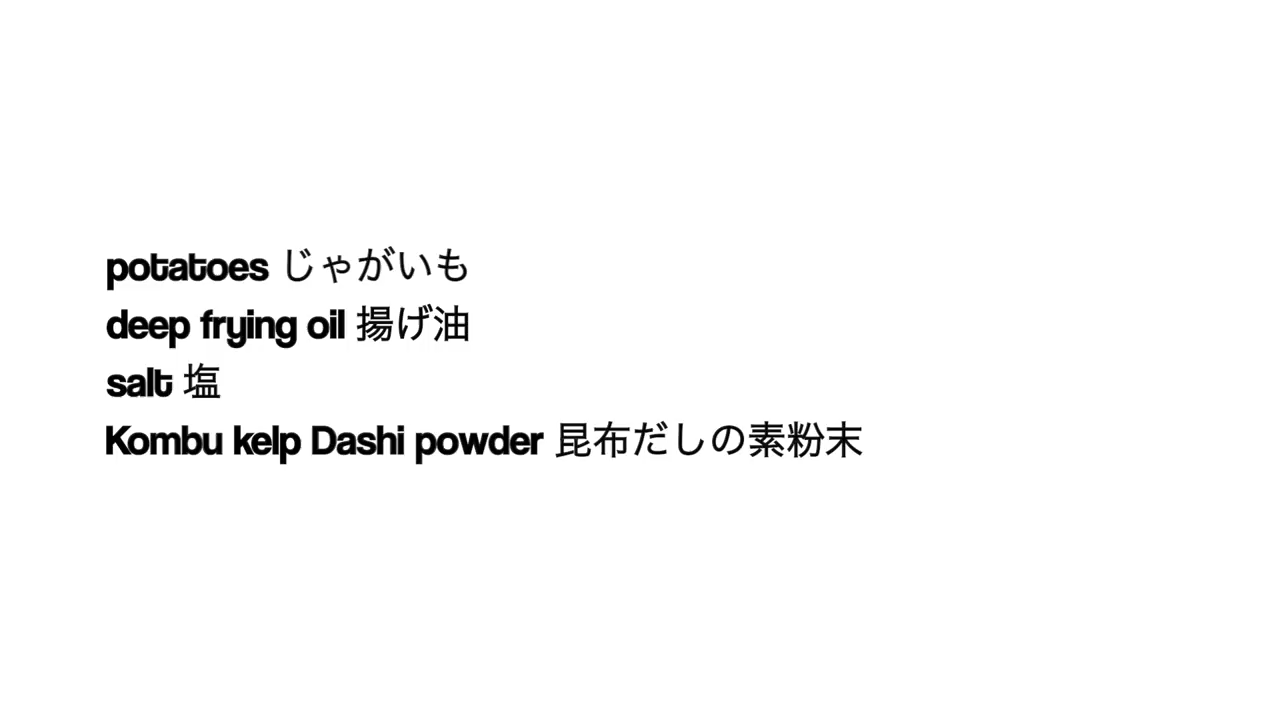 potatoes じゃがいも
deep frying oil 揚げ油
salt 塩
Kombu kelp Dashi powder 昆布だしの素粉末